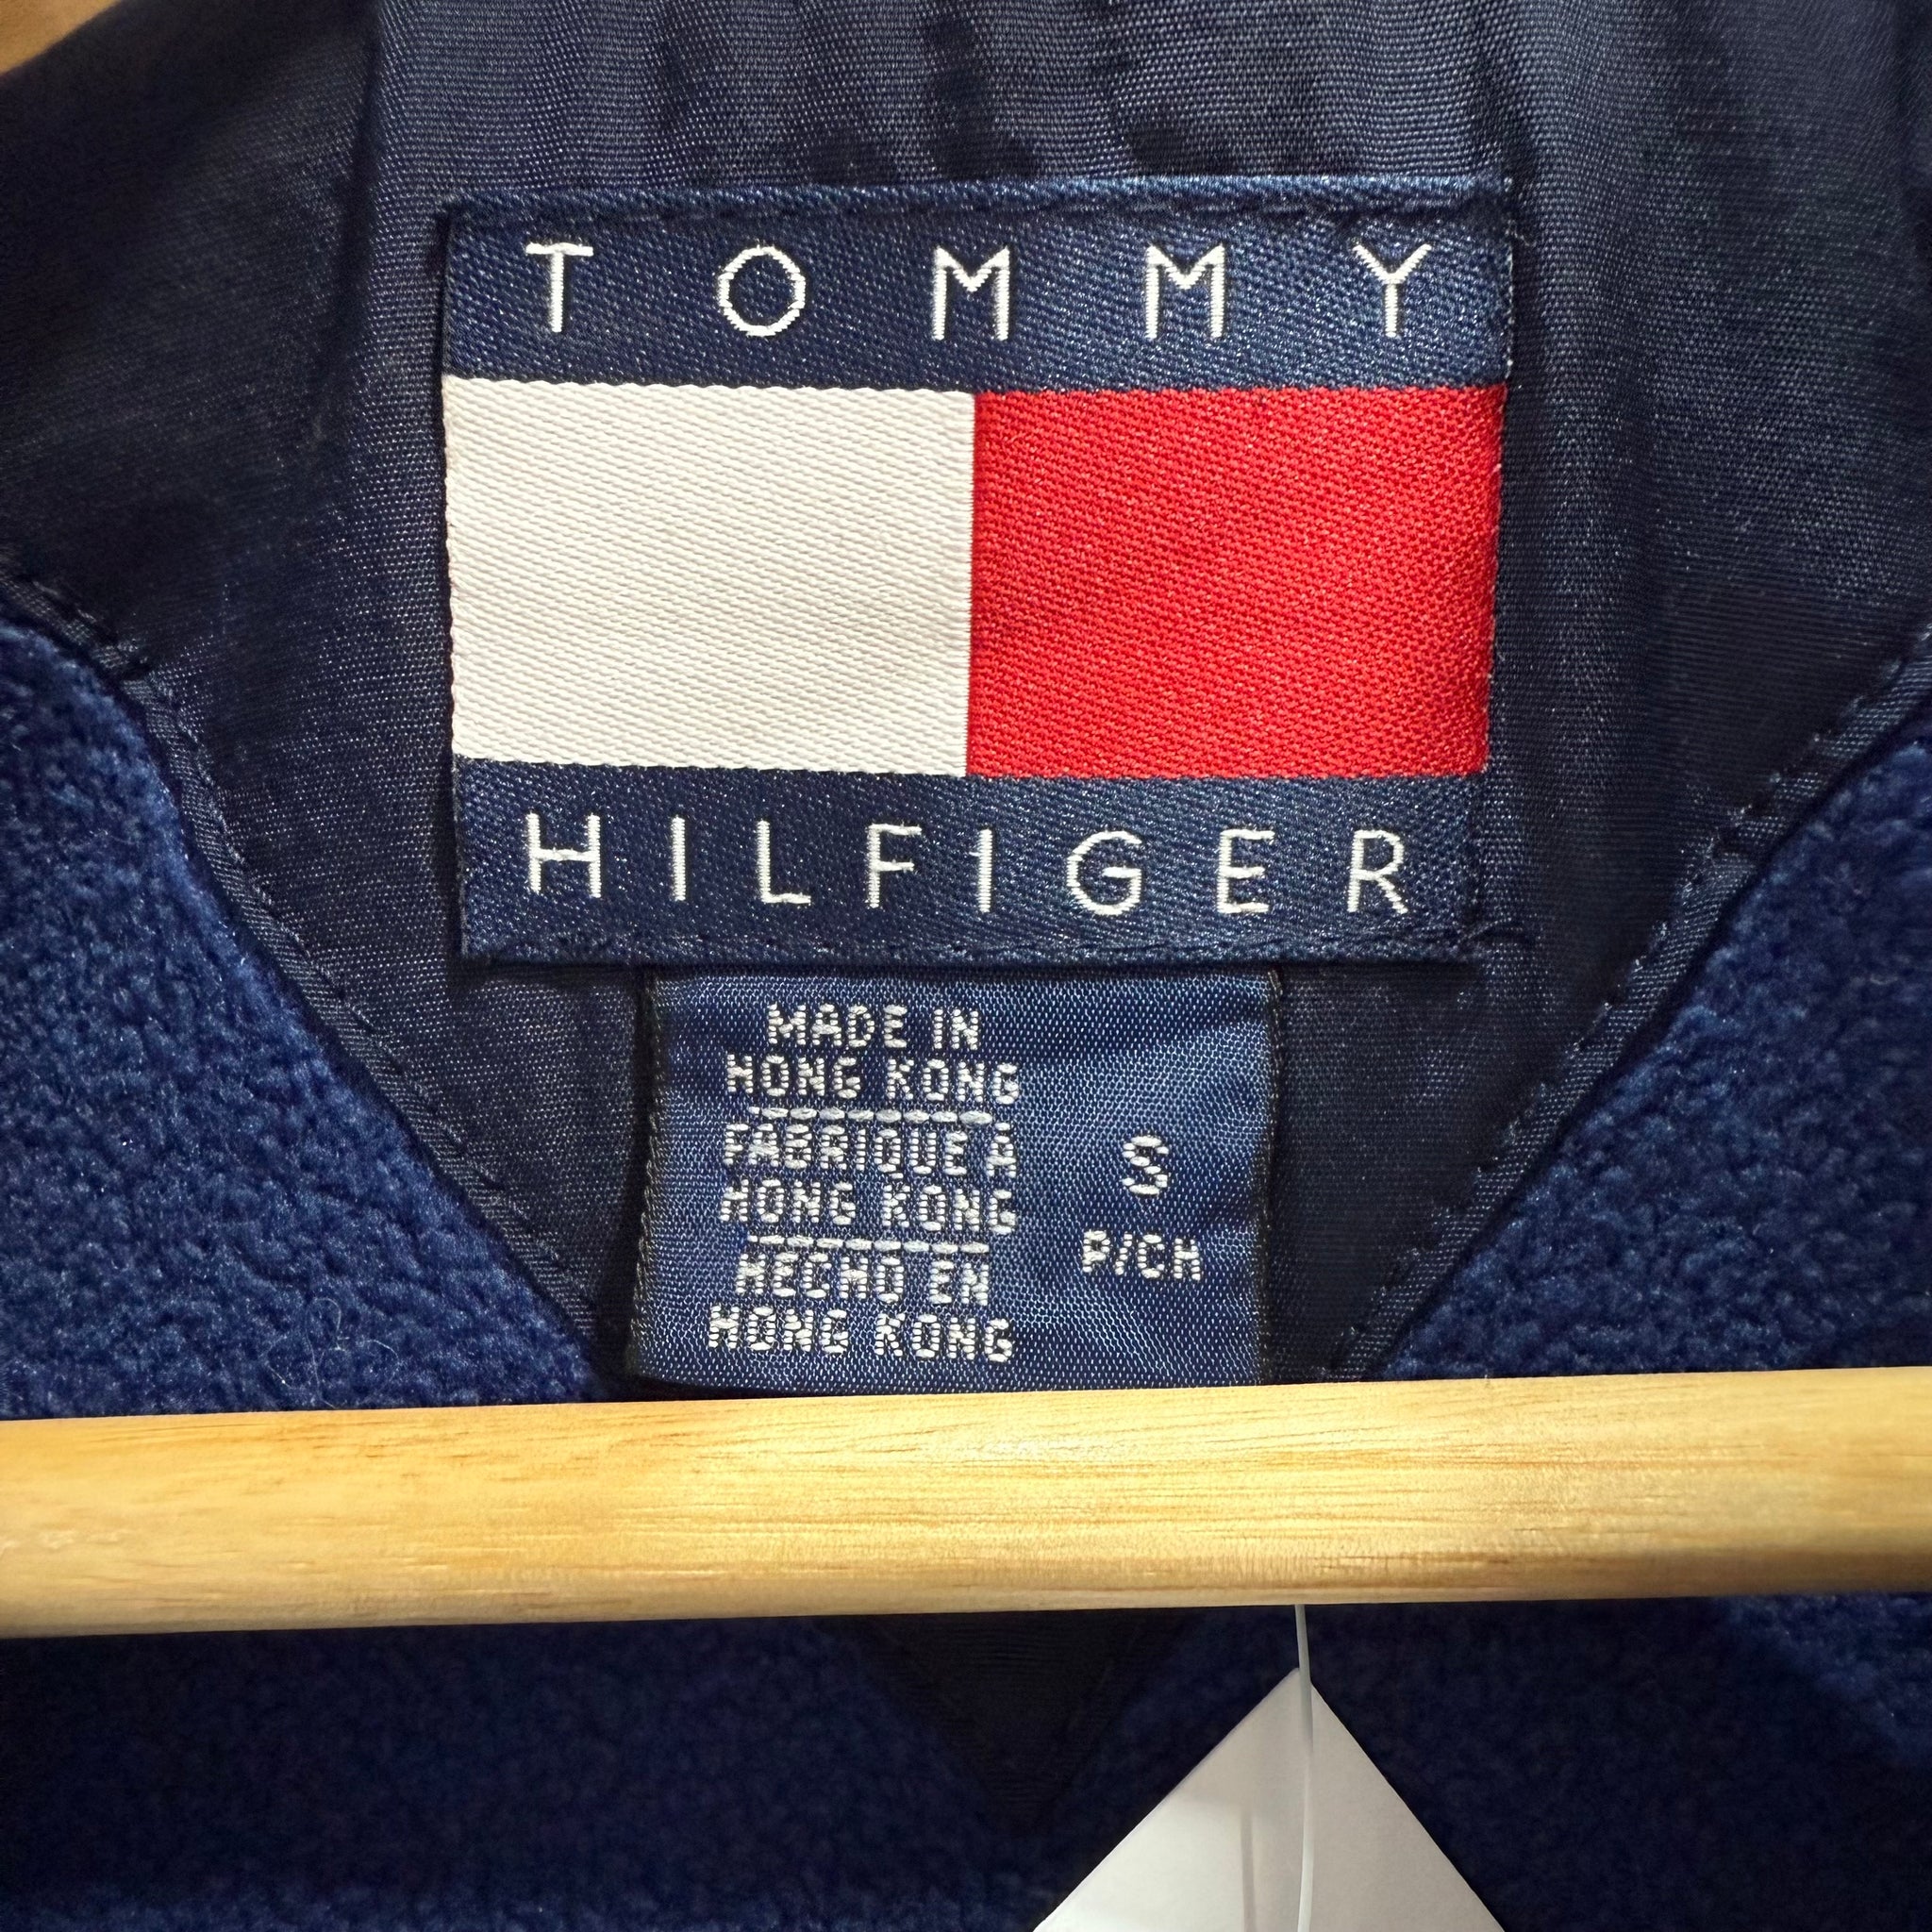 TOMMY
HILFIGER
MADE IN
HONG KONG
FABRIQUE À
HONG KONG
HECHO EN
HONG KONG
S
P/CH